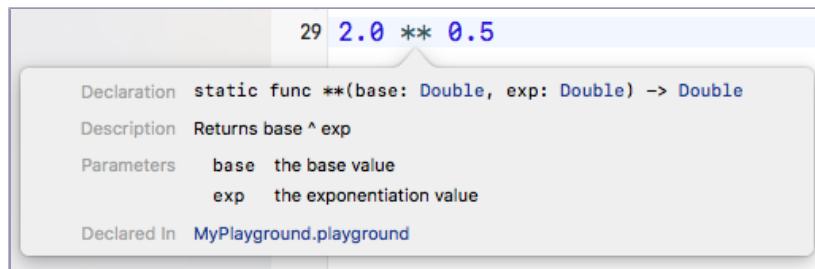 29 2.0 ** 0.5
Declaration static func **(base: Double, exp: Double) -> Double
Description Returns base ^ exp
Parameters base the base value
exp the exponentiation value
Declared In MyPlayground.playground